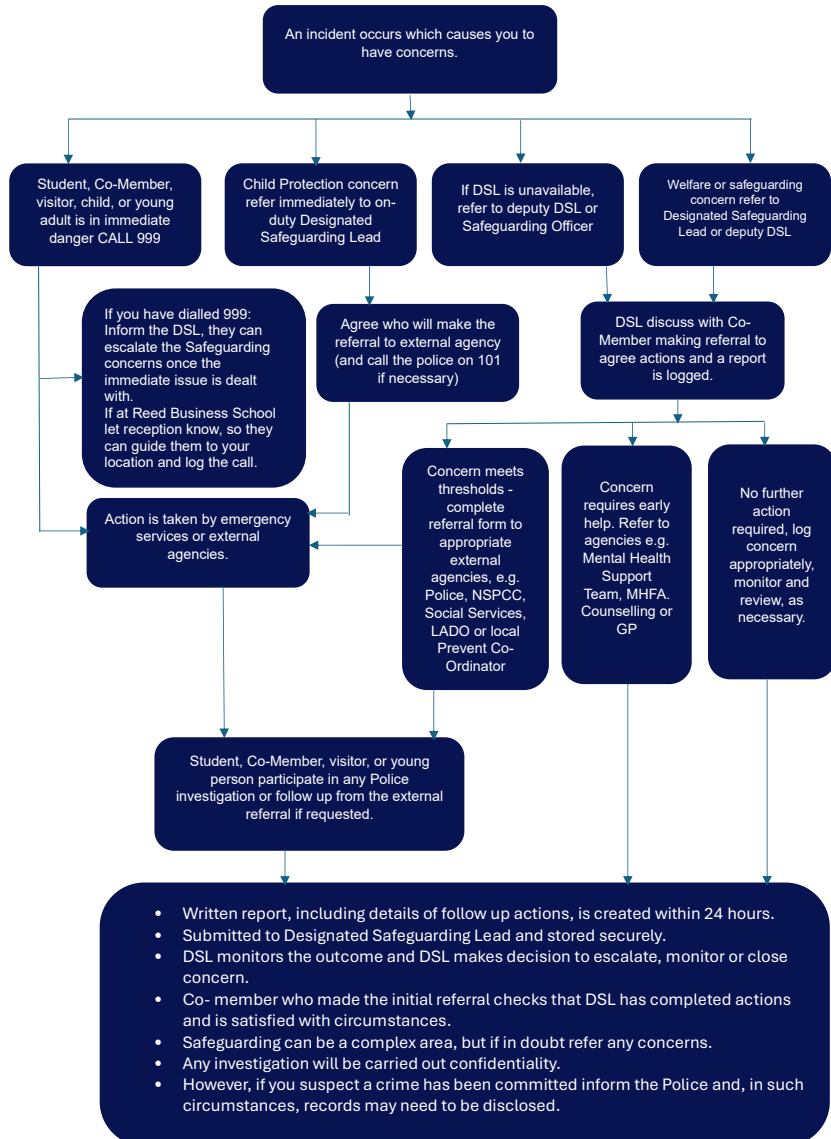 An incident occurs which causes you to
have concerns.
Student, Co-Member,
visitor, child, or young
adult is in immediate
danger CALL 999
Child Protection concern
refer immediately to on-
duty Designated
Safeguarding Lead
If DSL is unavailable,
refer to deputy DSL or
Safeguarding Officer
Welfare or safeguarding
concern refer to
Designated Safeguarding
Lead or deputy DSL
If you have dialled 999:
Inform the DSL, they can
escalate the Safeguarding
concerns once the
immediate issue is dealt
with.
If at Reed Business School
let reception know, so they
can guide them to your
location and log the call.
Agree who will make the
referral to external agency
(and call the police on 101
if necessary)
DSL discuss with Co-
Member making referral to
agree actions and a report
is logged.
Action is taken by emergency
services or external
agencies.
Concern meets
thresholds -
complete
referral form to
appropriate
external
agencies, e.g.
Police, NSPCC,
Social Services,
LADO or local
Prevent Co-
Ordinator
Concern
requires early
help. Refer to
agencies e.g.
Mental Health
Support
Team, MHFA.
Counselling or
GP
No further
action
required, log
concern
appropriately,
monitor and
review, as
necessary.
Student, Co-Member, visitor, or young
person participate in any Police
investigation or follow up from the external
referral if requested.
• Written report, including details of follow up actions, is created within 24 hours.
• Submitted to Designated Safeguarding Lead and stored securely.
• DSL monitors the outcome and DSL makes decision to escalate, monitor or close
concern.
• Co- member who made the initial referral checks that DSL has completed actions
and is satisfied with circumstances.
• Safeguarding can be a complex area, but if in doubt refer any concerns.
• Any investigation will be carried out confidentiality.
• However, if you suspect a crime has been committed inform the Police and, in such
circumstances, records may need to be disclosed.